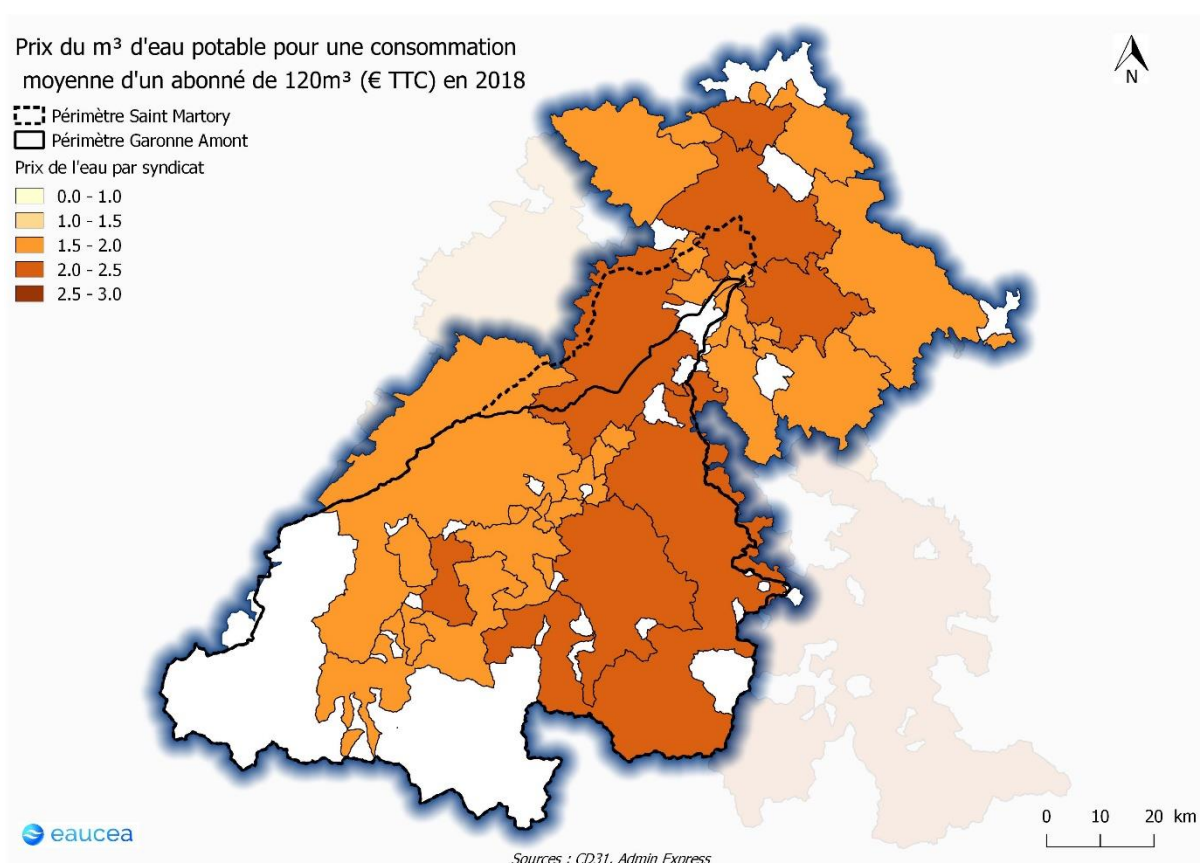 Prix du m³ d'eau potable pour une consommation
moyenne d'un abonné de 120m³ (€ TTC) en 2018
Périmètre Saint Martory
Périmètre Garonne Amont
Prix de l'eau par syndicat
0.0 - 1.0
1.0 - 1.5
1.5 - 2.0
2.0 - 2.5
2.5 - 3.0
N
eaucea
0 10 20 km
Sources : CD31, Admin Express